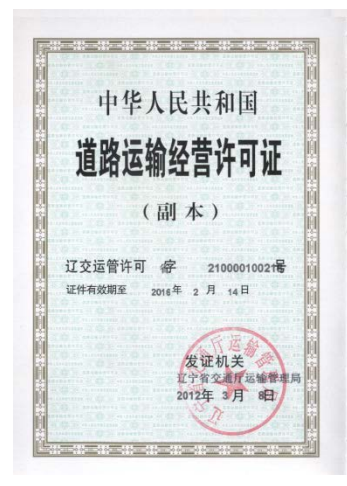 中华人民共和国
道路运输经营许可证
（副本）
辽交运管许可 字 210000100216号
证件有效期至 2016年 2 月 14日
发证机关
辽宁省交通厅运输管理局
2012年 3 月 8日